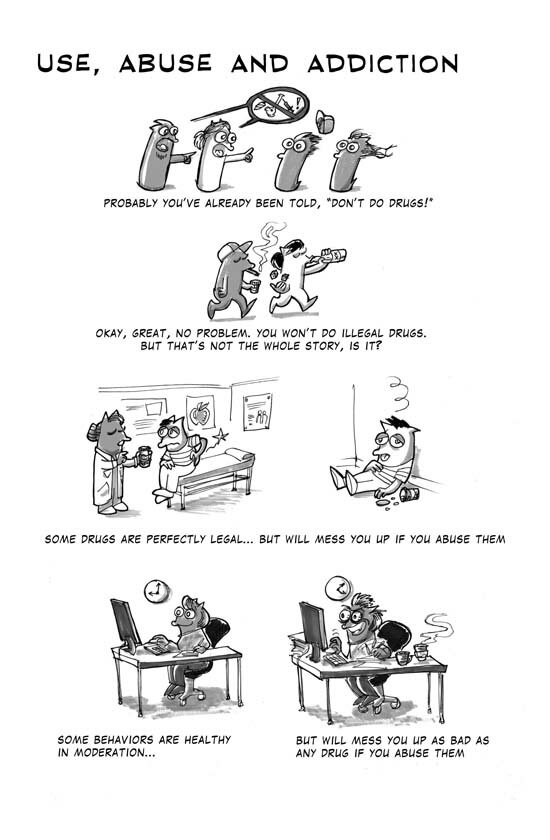 USE, ABUSE AND ADDICTION
PROBABLY YOU'VE ALREADY BEEN TOLD, "DON'T DO DRUGS!"
OKAY, GREAT, NO PROBLEM. YOU WON'T DO ILLEGAL DRUGS.
BUT THAT'S NOT THE WHOLE STORY, IS IT?
SOME DRUGS ARE PERFECTLY LEGAL... BUT WILL MESS YOU UP IF YOU ABUSE THEM
SOME BEHAVIORS ARE HEALTHY
IN MODERATION...
BUT WILL MESS YOU UP AS BAD AS
ANY DRUG IF YOU ABUSE THEM